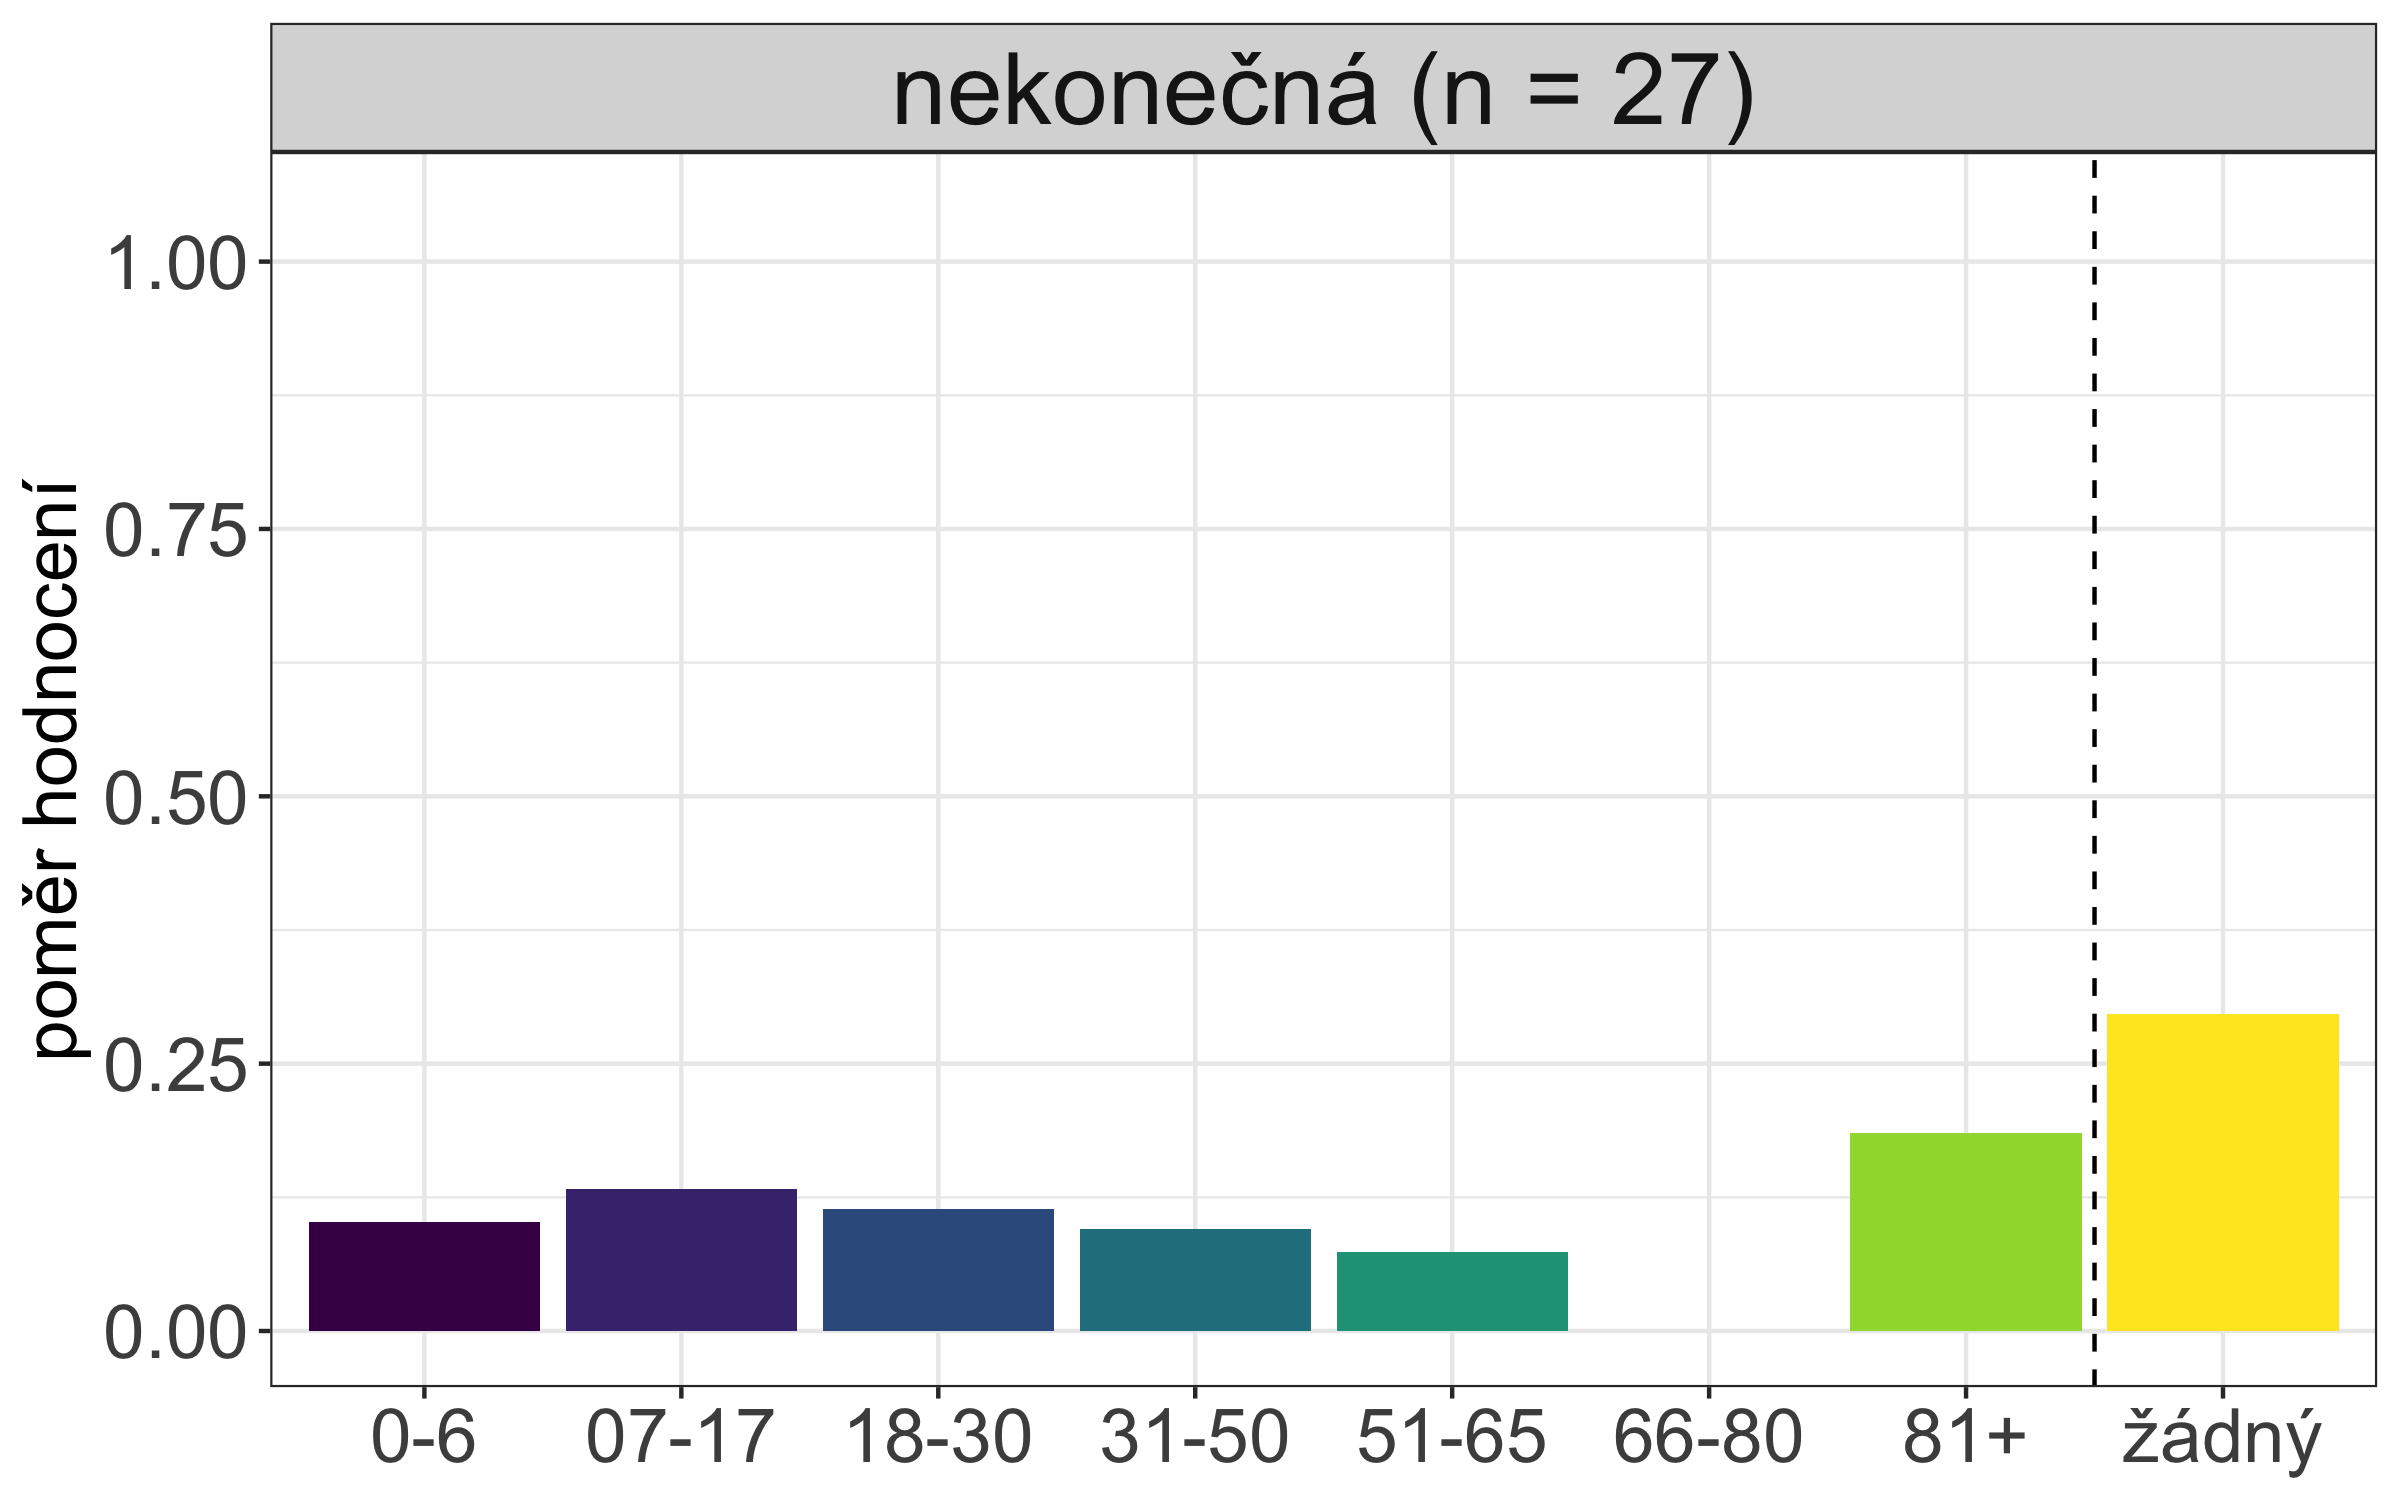 nekonečná (n = 27)
poměr hodnocení
1.00
0.75
0.50
0.25
0.00
0-6 07-17 18-30 31-50 51-65 66-80 81+ žádný